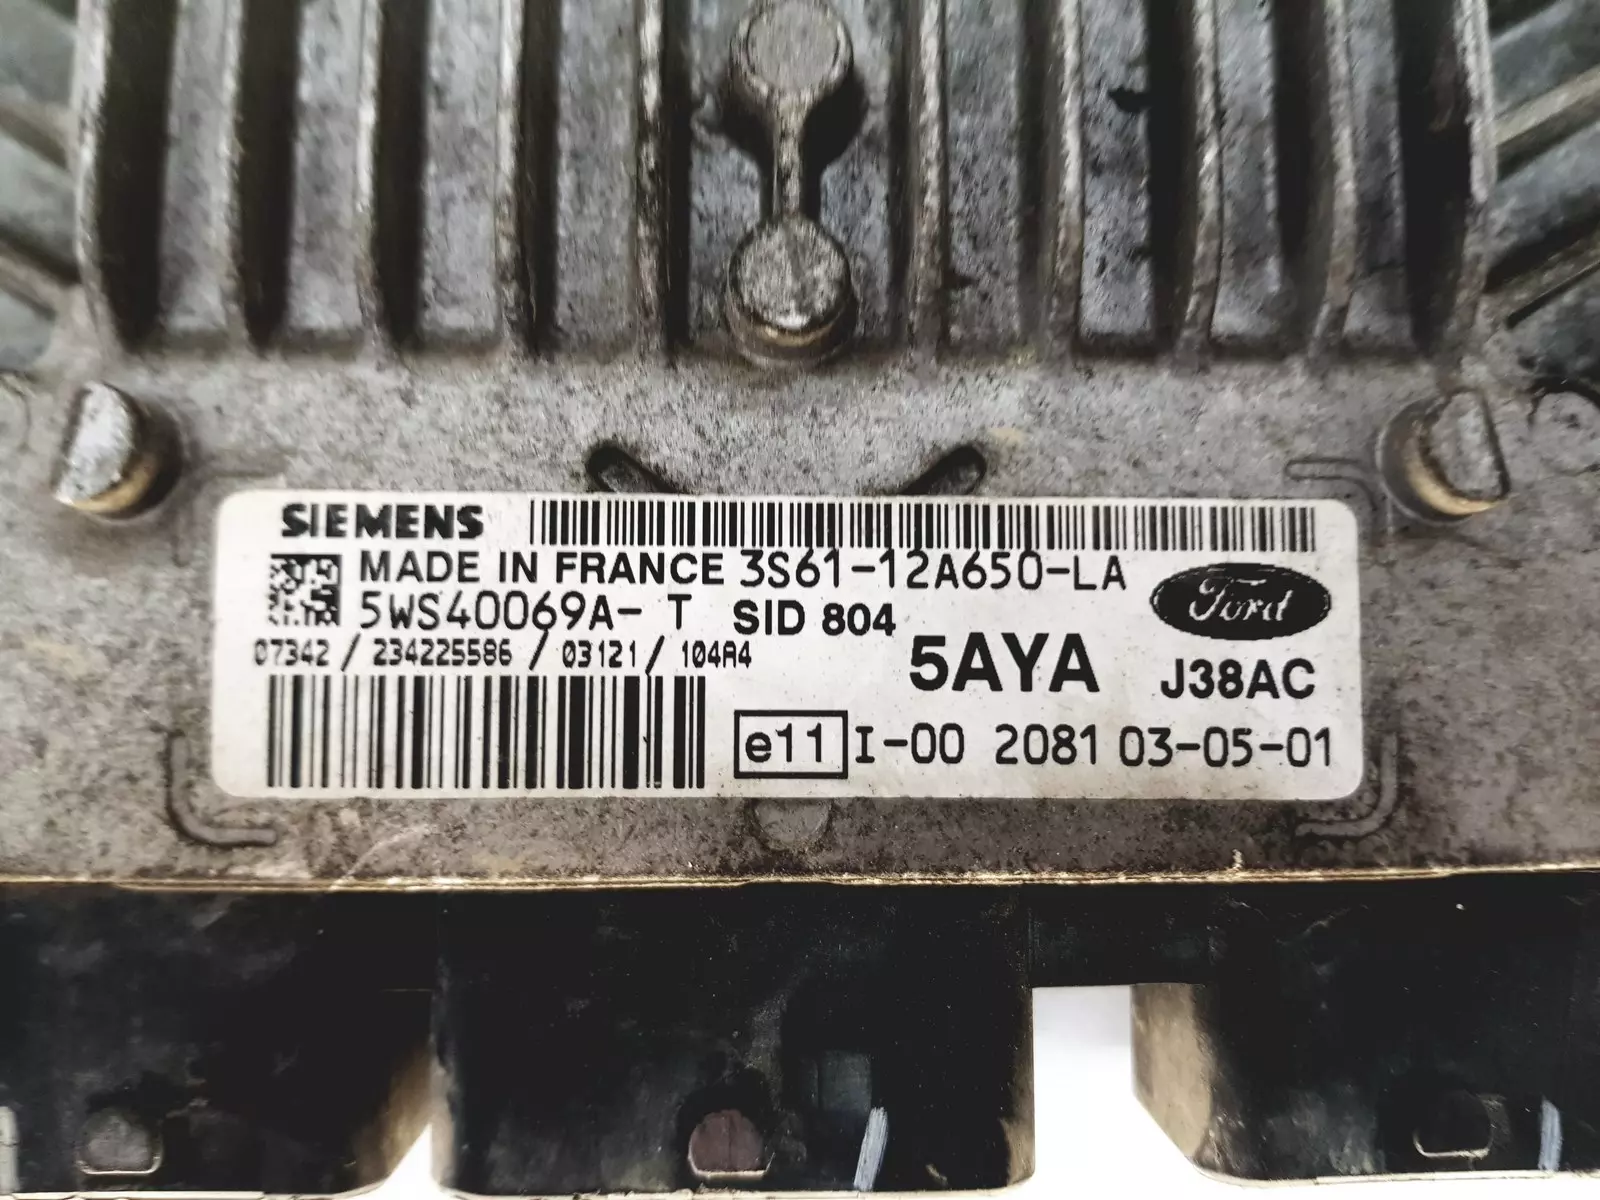 SIEMENS
MADE IN FRANCE 3S61-12A650-LA
5WS40069A- T SID 804
Ford
07342 / 234225586 / 03121 / 104A4
5AYA J38AC
e11 I-00 2081 03-05-01